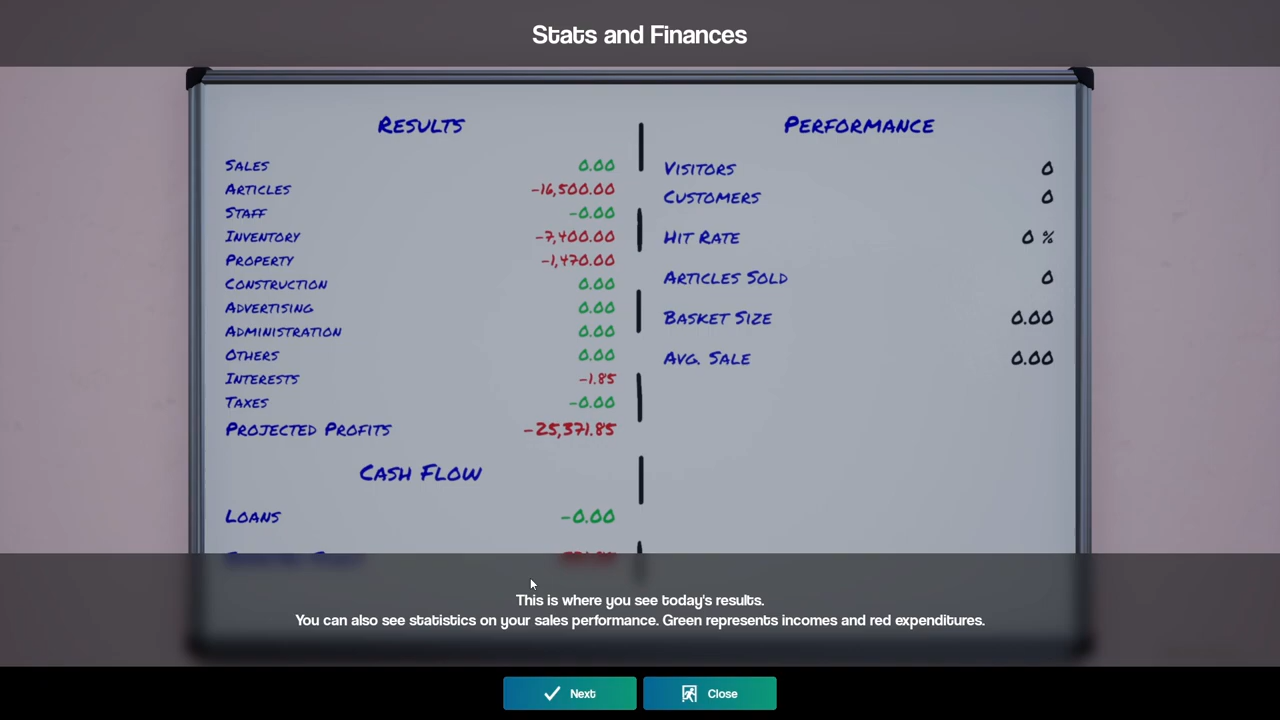 Stats and Finances
RESULTS
SALES 0.00
ARTICLES -16,500.00
STAFF -0.00
INVENTORY -7,400.00
PROPERTY -1,470.00
CONSTRUCTION 0.00
ADVERTISING 0.00
ADMINISTRATION 0.00
OTHERS 0.00
INTERESTS -1.85
TAXES -0.00
PROJECTED PROFITS -25,371.85
CASH FLOW
LOANS -0.00
PERFORMANCE
VISITORS 0
CUSTOMERS 0
HIT RATE 0 %
ARTICLES SOLD 0
BASKET SIZE 0.00
AVG. SALE 0.00
This is where you see today's results.
You can also see statistics on your sales performance. Green represents incomes and red expenditures.
Next
Close